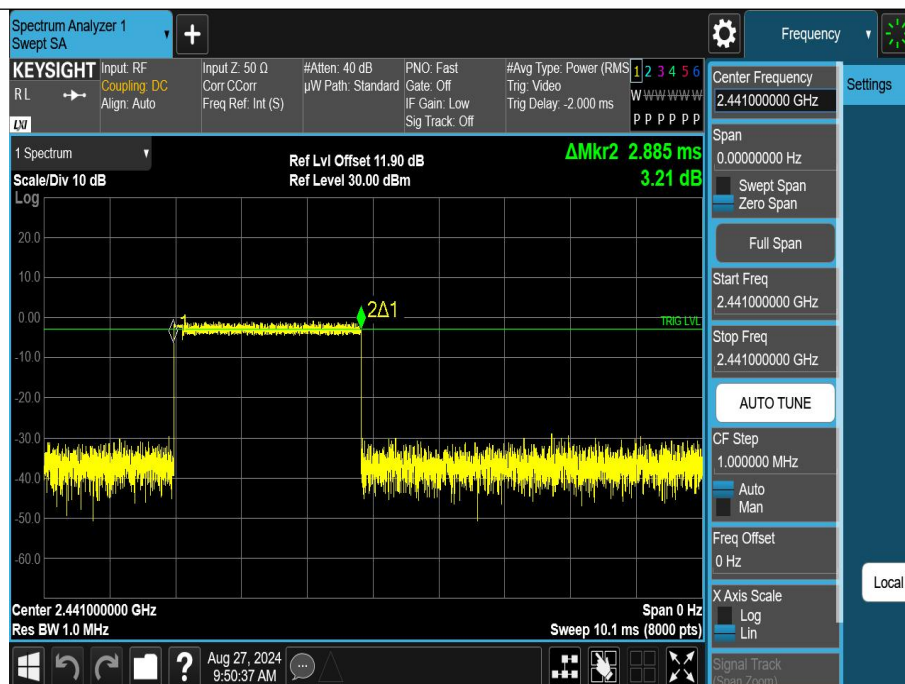 Spectrum Analyzer 1
Swept SA
+
Frequency
KEYSIGHT
RL
LXI
Input: RF
Coupling: DC
Align: Auto
Input Z: 50 Ω
Corr CCorr
Freq Ref: Int (S)
#Atten: 40 dB
µW Path: Standard
PNO: Fast
Gate: Off
IF Gain: Low
Sig Track: Off
#Avg Type: Power (RMS
Trig: Video
Trig Delay: -2.000 ms
1 2 3 4 5 6
W W W W W W
P P P P P P
1 Spectrum
Scale/Div 10 dB
Log
Ref Lvl Offset 11.90 dB
Ref Level 30.00 dBm
ΔMkr2 2.885 ms
3.21 dB
20.0
10.0
0.00
-10.0
-20.0
-30.0
-40.0
-50.0
-60.0
1
2Δ1
TRIG LVL
Center 2.441000000 GHz
Res BW 1.0 MHz
Span 0 Hz
Sweep 10.1 ms (8000 pts)
?
Aug 27, 2024
9:50:37 AM
Center Frequency
2.441000000 GHz
Span
0.00000000 Hz
Swept Span
Zero Span
Full Span
Start Freq
2.441000000 GHz
Stop Freq
2.441000000 GHz
AUTO TUNE
CF Step
1.000000 MHz
Auto
Man
Freq Offset
0 Hz
X Axis Scale
Log
Lin
Signal Track
(Span Zoom)
Settings
Local